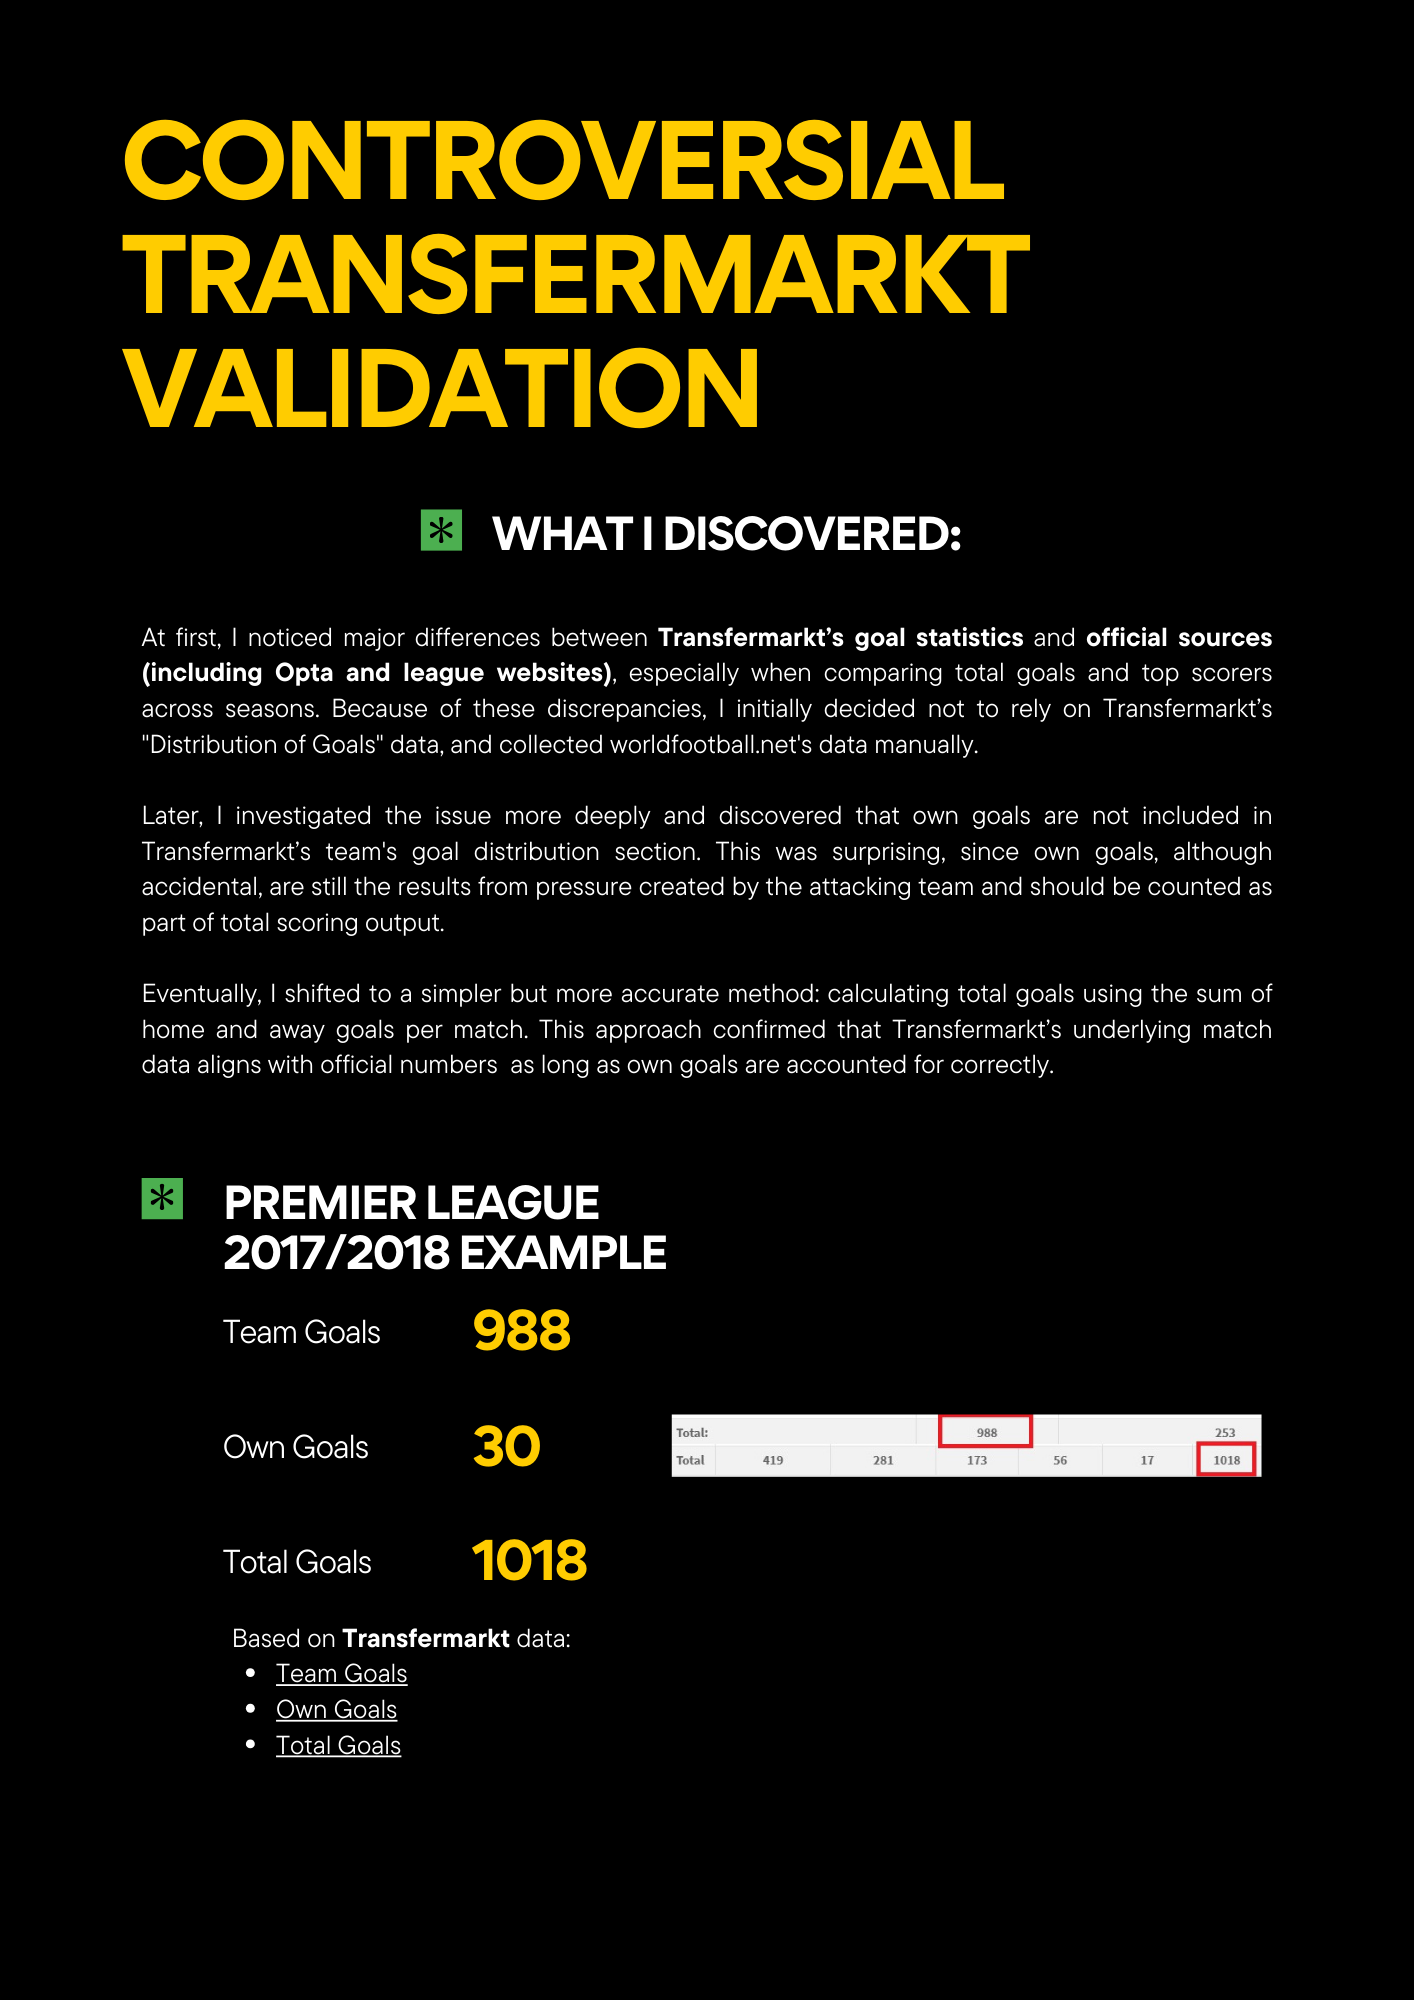 CONTROVERSIAL
TRANSFERMARKT
VALIDATION
* WHAT I DISCOVERED:
At first, I noticed major differences between Transfermarkt’s goal statistics and official sources
(including Opta and league websites), especially when comparing total goals and top scorers
across seasons. Because of these discrepancies, I initially decided not to rely on Transfermarkt’s
"Distribution of Goals" data, and collected worldfootball.net's data manually.
Later, I investigated the issue more deeply and discovered that own goals are not included in
Transfermarkt’s team's goal distribution section. This was surprising, since own goals, although
accidental, are still the results from pressure created by the attacking team and should be counted as
part of total scoring output.
Eventually, I shifted to a simpler but more accurate method: calculating total goals using the sum of
home and away goals per match. This approach confirmed that Transfermarkt’s underlying match
data aligns with official numbers as long as own goals are accounted for correctly.
* PREMIER LEAGUE
2017/2018 EXAMPLE
Team Goals 988
Own Goals 30
Total: 988 253
Total 419 281 173 56 17 1018
Total Goals 1018
Based on Transfermarkt data:
• Team Goals
• Own Goals
• Total Goals